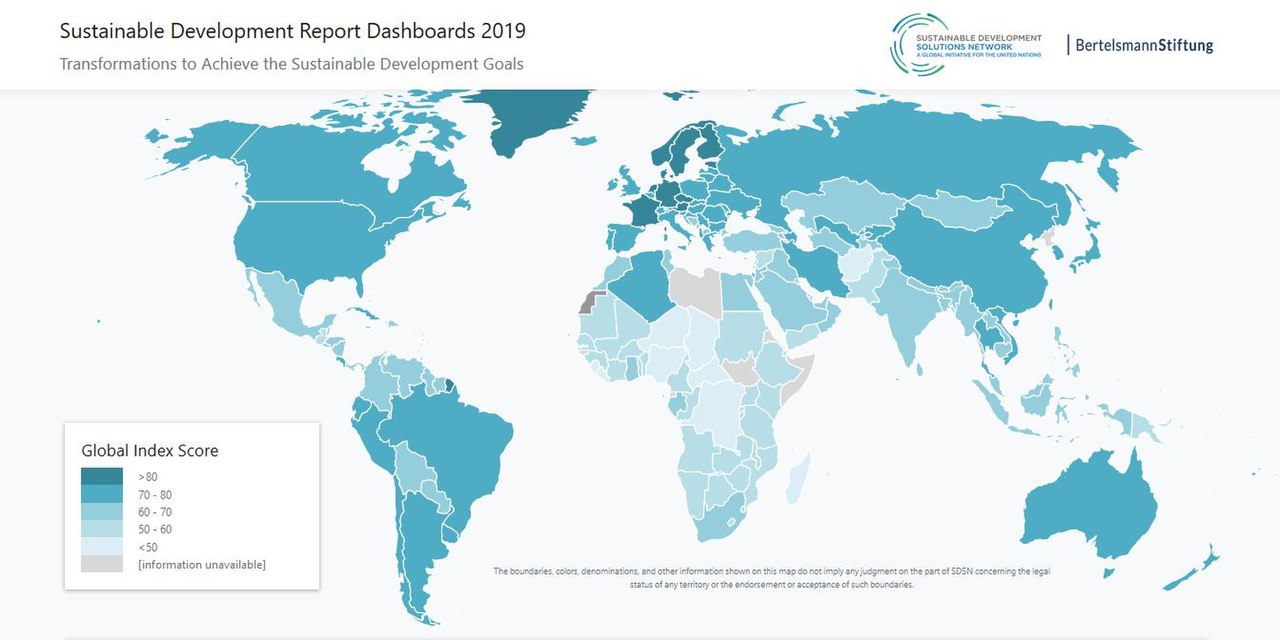 Sustainable Development Report Dashboards 2019
Transformations to Achieve the Sustainable Development Goals
SUSTAINABLE DEVELOPMENT
SOLUTIONS NETWORK
A GLOBAL INITIATIVE FOR THE UNITED NATIONS
BertelsmannStiftung
Global Index Score
>80
70 - 80
60 - 70
50 - 60
<50
[information unavailable]
The boundaries, colors, denominations, and other information shown on this map do not imply any judgment on the part of SDSN concerning the legal
status of any territory or the endorsement or acceptance of such boundaries.